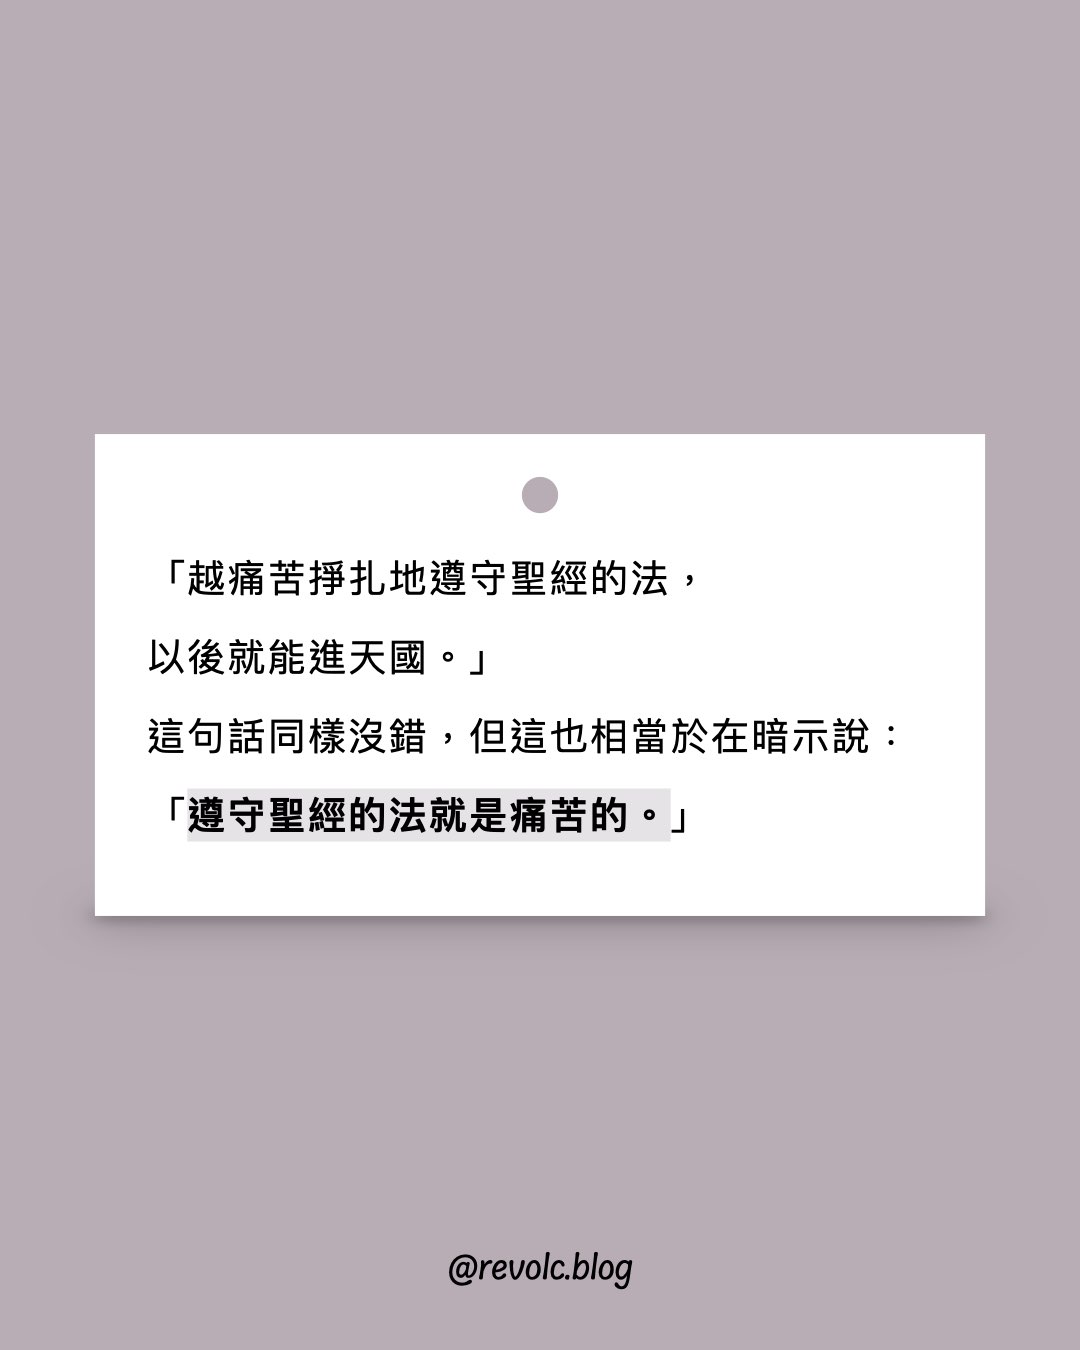 「越痛苦掙扎地遵守聖經的法，
以後就能進天國。」
這句話同樣沒錯，但這也相當於在暗示說：
「遵守聖經的法就是痛苦的。」
@revolc.blog